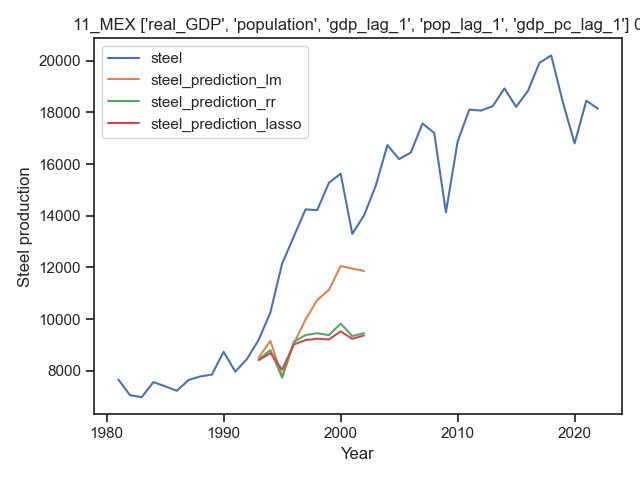 11_MEX ['real_GDP', 'population', 'gdp_lag_1', 'pop_lag_1', 'gdp_pc_lag_1'] 0
steel
steel_prediction_lm
steel_prediction_rr
steel_prediction_lasso
20000
18000
16000
14000
12000
10000
8000
Steel production
1980 1990 2000 2010 2020
Year